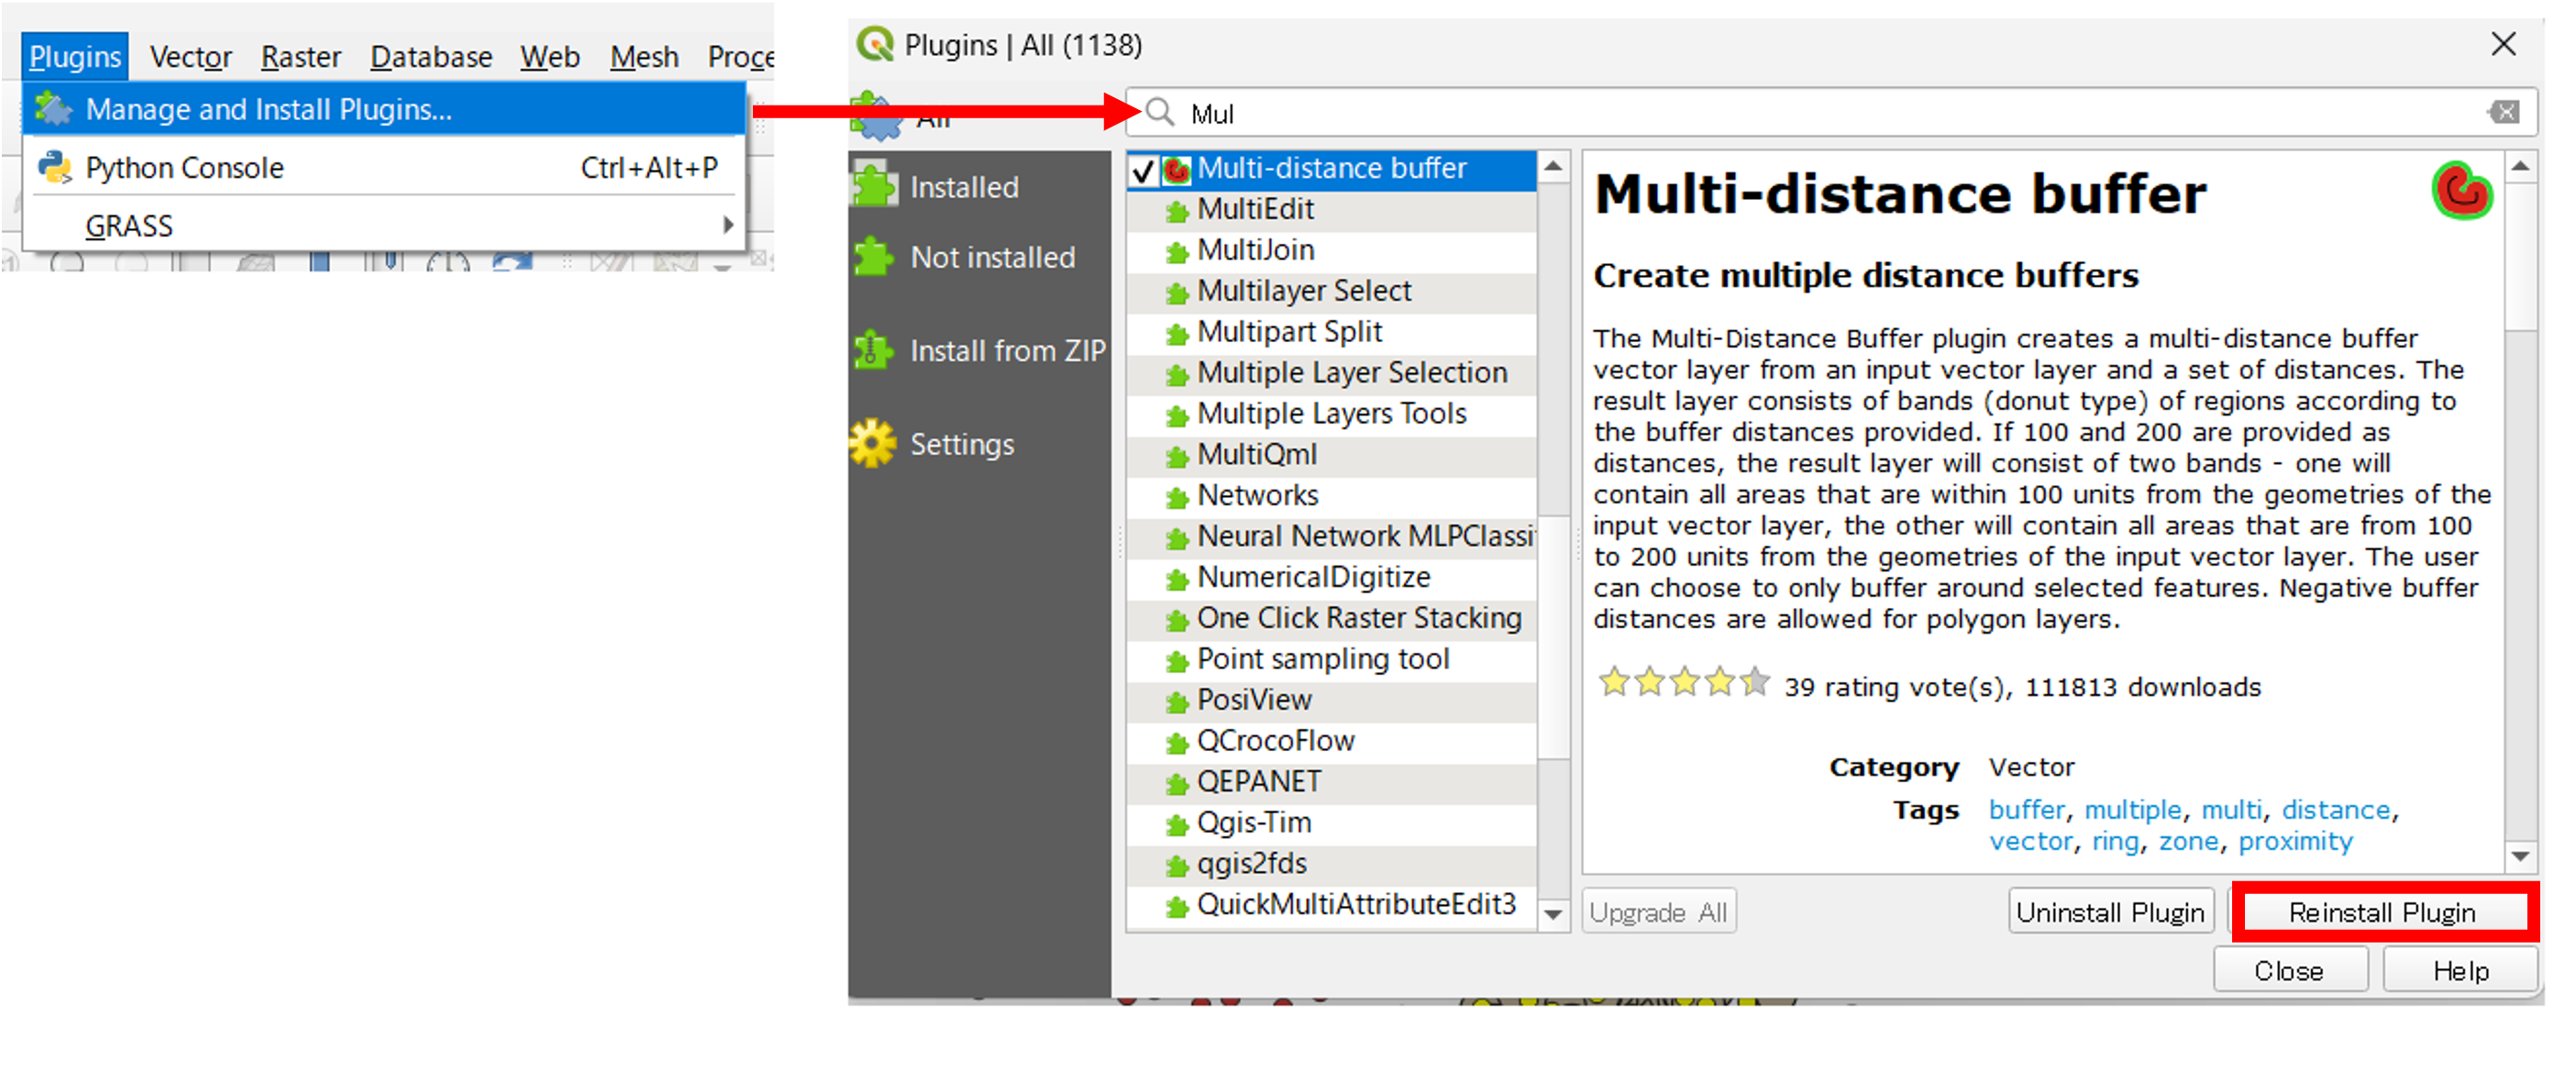 Plugins Vector Raster Database Web Mesh Proce
Manage and Install Plugins...
Python Console Ctrl+Alt+P
GRASS
Plugins | All (1138)
Mul
All
Installed
Not installed
Install from ZIP
Settings
Multi-distance buffer
MultiEdit
MultiJoin
Multilayer Select
Multipart Split
Multiple Layer Selection
Multiple Layers Tools
MultiQml
Networks
Neural Network MLPClassi
NumericalDigitize
One Click Raster Stacking
Point sampling tool
PosiView
QCrocoFlow
QEPANET
Qgis-Tim
qgis2fds
QuickMultiAttributeEdit3
Multi-distance buffer
Create multiple distance buffers
The Multi-Distance Buffer plugin creates a multi-distance buffer
vector layer from an input vector layer and a set of distances. The
result layer consists of bands (donut type) of regions according to
the buffer distances provided. If 100 and 200 are provided as
distances, the result layer will consist of two bands - one will
contain all areas that are within 100 units from the geometries of the
input vector layer, the other will contain all areas that are from 100
to 200 units from the geometries of the input vector layer. The user
can choose to only buffer around selected features. Negative buffer
distances are allowed for polygon layers.
39 rating vote(s), 111813 downloads
Category Vector
Tags buffer, multiple, multi, distance,
vector, ring, zone, proximity
Upgrade All Uninstall Plugin Reinstall Plugin
Close Help